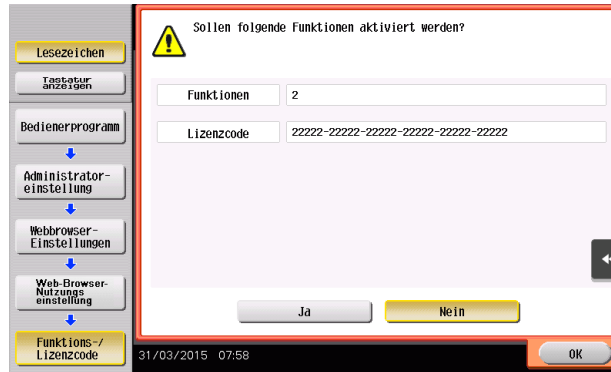 Sollen folgende Funktionen aktiviert werden?
Lesezeichen
Tastatur
anzeigen
Funktionen 2
Bedienerprogramm
Lizenzcode 22222-22222-22222-22222-22222-22222
Administrator-
einstellung
Webbrowser-
Einstellungen
Web-Browser-
Nutzungs
einstellung
Ja Nein
Funktions-/
Lizenzcode
31/03/2015 07:58
OK